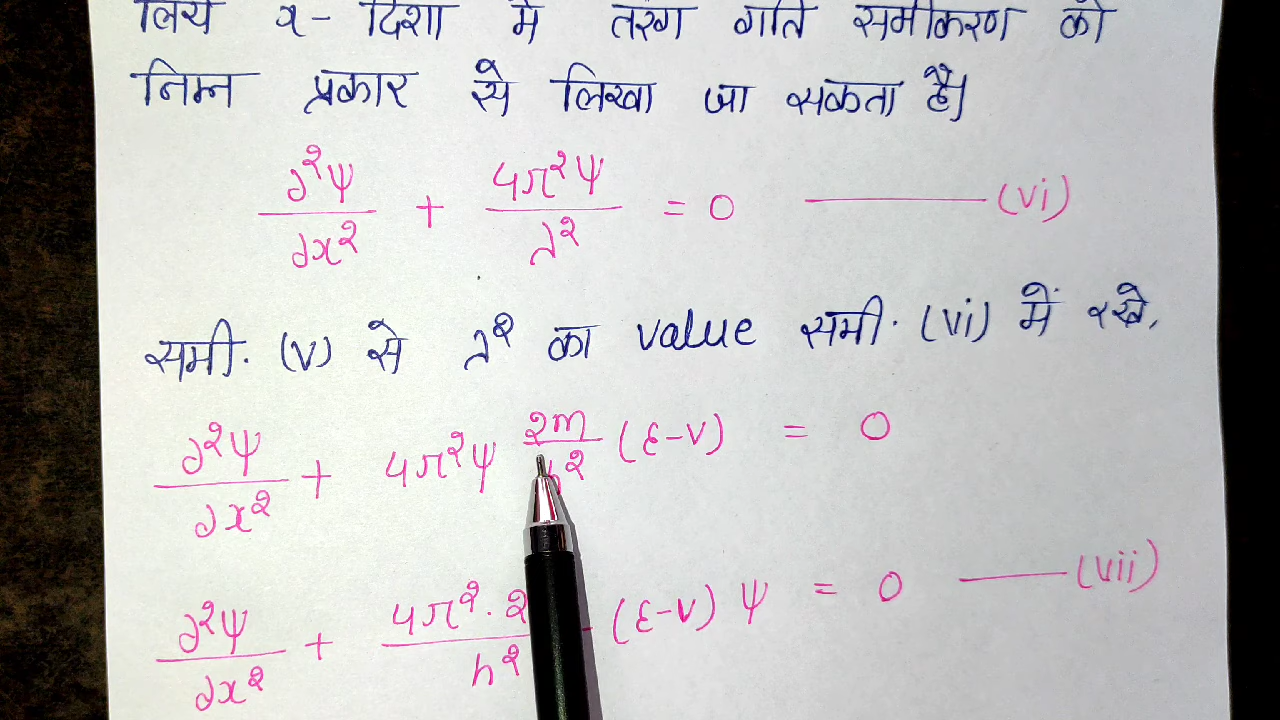 लिये x - दिशा में तरंग गति समीकरण को
निम्न प्रकार से लिखा जा सकता है।
∂²ψ/∂x² + 4π²ψ/λ² = 0 ——— (vi)
समी. (v) से λ² का value समी. (vi) में रखे,
∂²ψ/∂x² + 4π²ψ 2m/h² (E-V) = 0
∂²ψ/∂x² + 4π².2/h² (E-V) ψ = 0 ——— (vii)